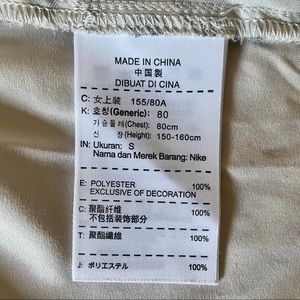 MADE IN CHINA
中国製
DIBUAT DI CINA
C: 女上装 155/80A
K: 호칭(Generic): 80
가슴둘레(Chest): 80cm
신 장(Height): 150-160cm
IN: Ukuran: S
Nama dan Merek Barang: Nike
E: POLYESTER 100%
EXCLUSIVE OF DECORATION
C: 聚酯纤维 100%
不包括装饰部分
T: 聚酯纖維 100%
J: ポリエステル 100%